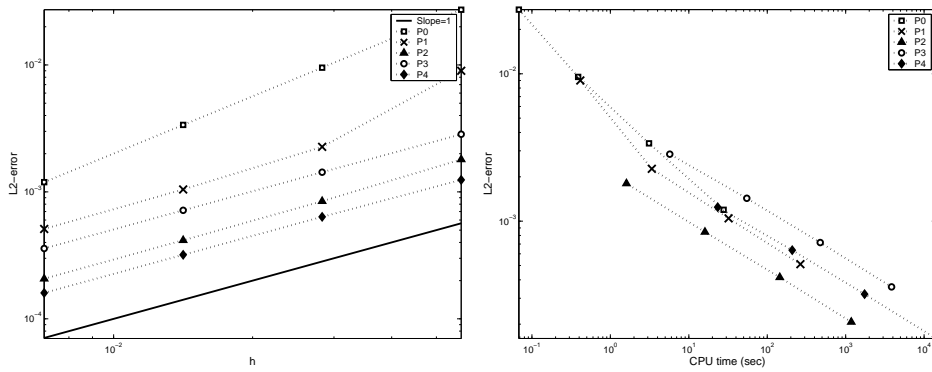 Slope=1
P0
P1
P2
P3
P4
10⁻²
10⁻³
10⁻⁴
L2−error
10⁻²
h
P0
P1
P2
P3
P4
10⁻²
10⁻³
L2−error
10⁻¹
10⁰
10¹
10²
10³
10⁴
CPU time (sec)